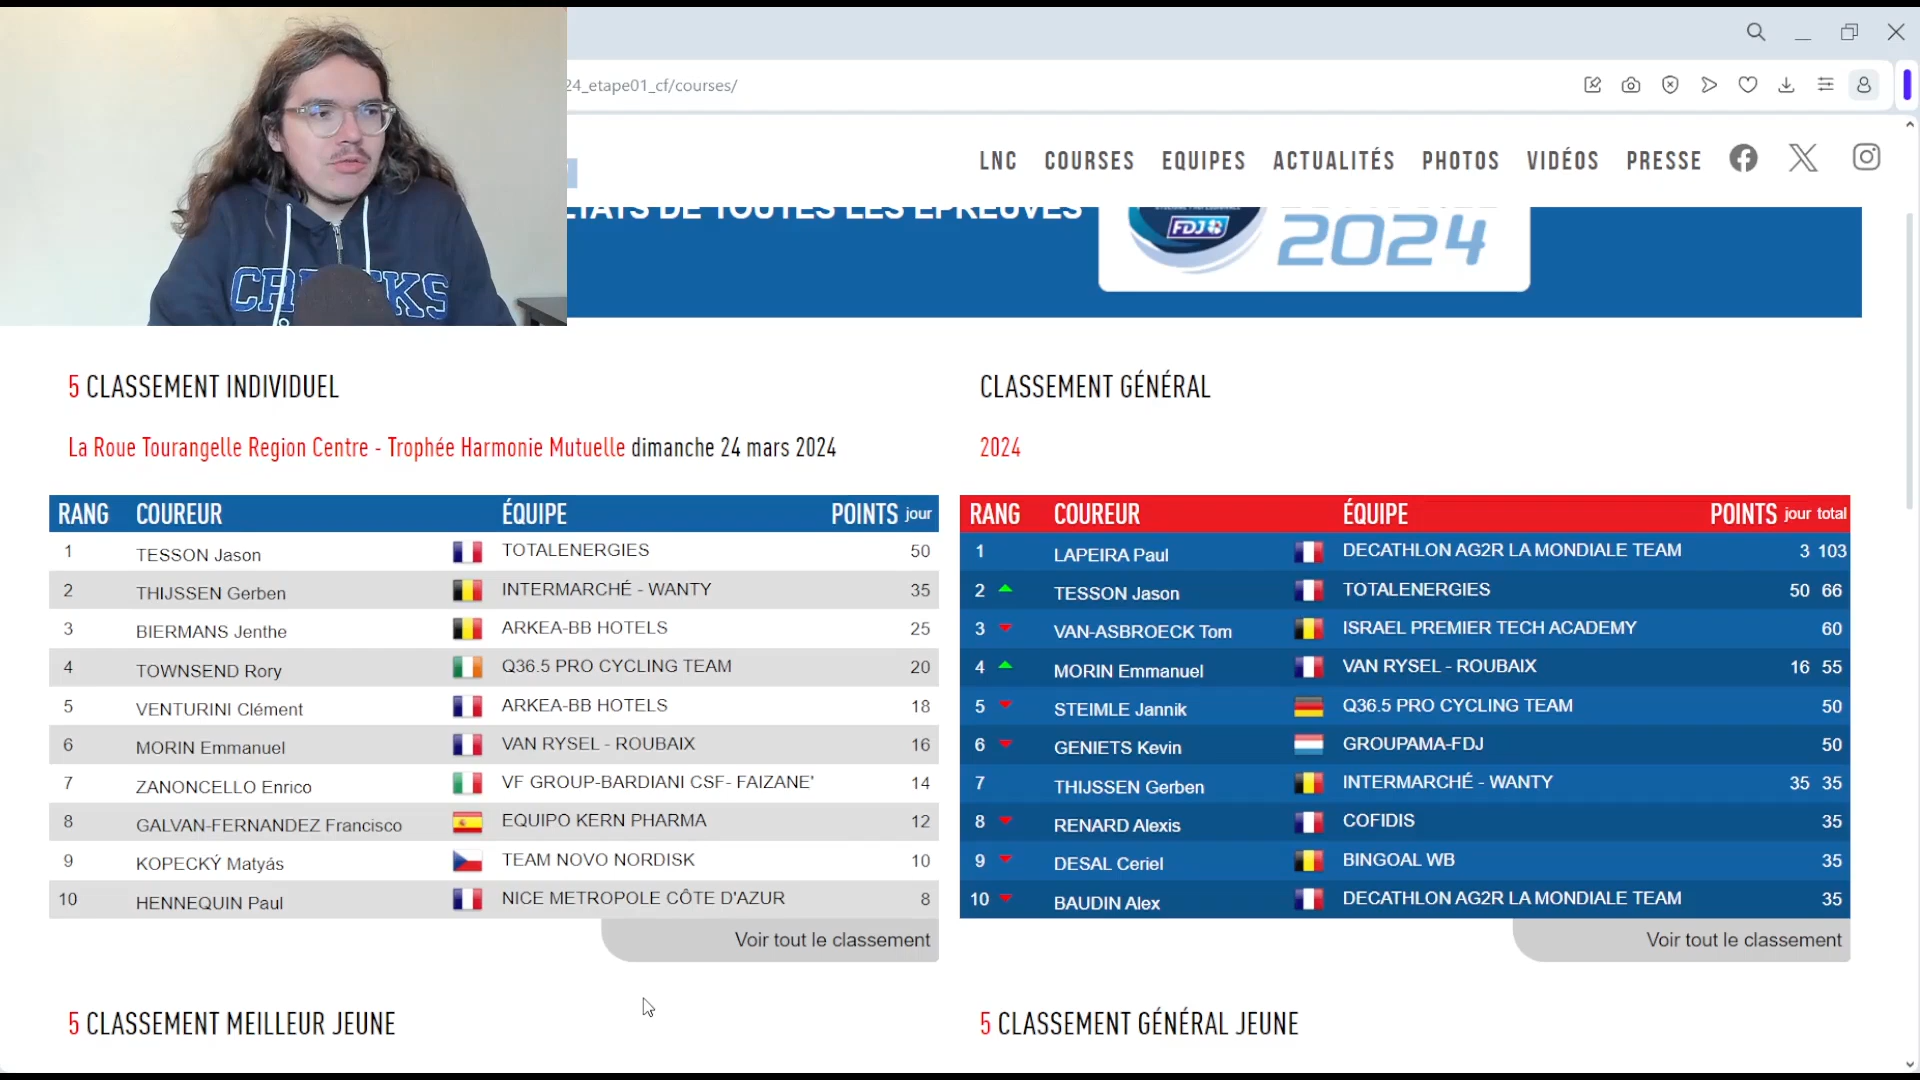 24_etape01_cf/courses/
LNC COURSES EQUIPES ACTUALITÉS PHOTOS VIDÉOS PRESSE
DE TOUTES LES EPREUVES
FDJ
2024
5 CLASSEMENT INDIVIDUEL
La Roue Tourangelle Region Centre - Trophée Harmonie Mutuelle dimanche 24 mars 2024
RANG COUREUR ÉQUIPE POINTS jour
1 TESSON Jason TOTALENERGIES 50
2 THIJSSEN Gerben INTERMARCHÉ - WANTY 35
3 BIERMANS Jenthe ARKEA-BB HOTELS 25
4 TOWNSEND Rory Q36.5 PRO CYCLING TEAM 20
5 VENTURINI Clément ARKEA-BB HOTELS 18
6 MORIN Emmanuel VAN RYSEL - ROUBAIX 16
7 ZANONCELLO Enrico VF GROUP-BARDIANI CSF- FAIZANE' 14
8 GALVAN-FERNANDEZ Francisco EQUIPO KERN PHARMA 12
9 KOPECKÝ Matyás TEAM NOVO NORDISK 10
10 HENNEQUIN Paul NICE METROPOLE CÔTE D'AZUR 8
Voir tout le classement
CLASSEMENT GÉNÉRAL
2024
RANG COUREUR ÉQUIPE POINTS jour total
1 LAPEIRA Paul DECATHLON AG2R LA MONDIALE TEAM 3 103
2 TESSON Jason TOTALENERGIES 50 66
3 VAN-ASBROECK Tom ISRAEL PREMIER TECH ACADEMY 60
4 MORIN Emmanuel VAN RYSEL - ROUBAIX 16 55
5 STEIMLE Jannik Q36.5 PRO CYCLING TEAM 50
6 GENIETS Kevin GROUPAMA-FDJ 50
7 THIJSSEN Gerben INTERMARCHÉ - WANTY 35 35
8 RENARD Alexis COFIDIS 35
9 DESAL Ceriel BINGOAL WB 35
10 BAUDIN Alex DECATHLON AG2R LA MONDIALE TEAM 35
Voir tout le classement
5 CLASSEMENT MEILLEUR JEUNE
5 CLASSEMENT GÉNÉRAL JEUNE